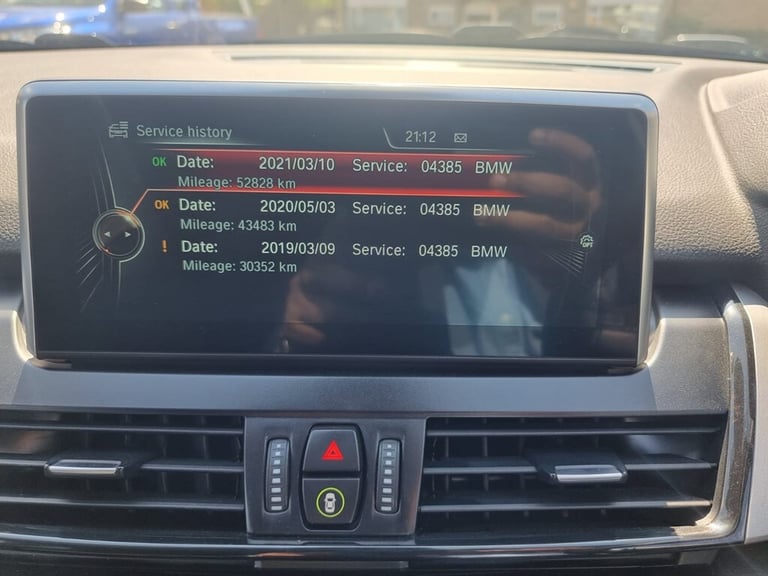 Service history 21:12
OK Date: 2021/03/10 Service: 04385 BMW
Mileage: 52828 km
OK Date: 2020/05/03 Service: 04385 BMW
Mileage: 43483 km
! Date: 2019/03/09 Service: 04385 BMW
Mileage: 30352 km
OPT